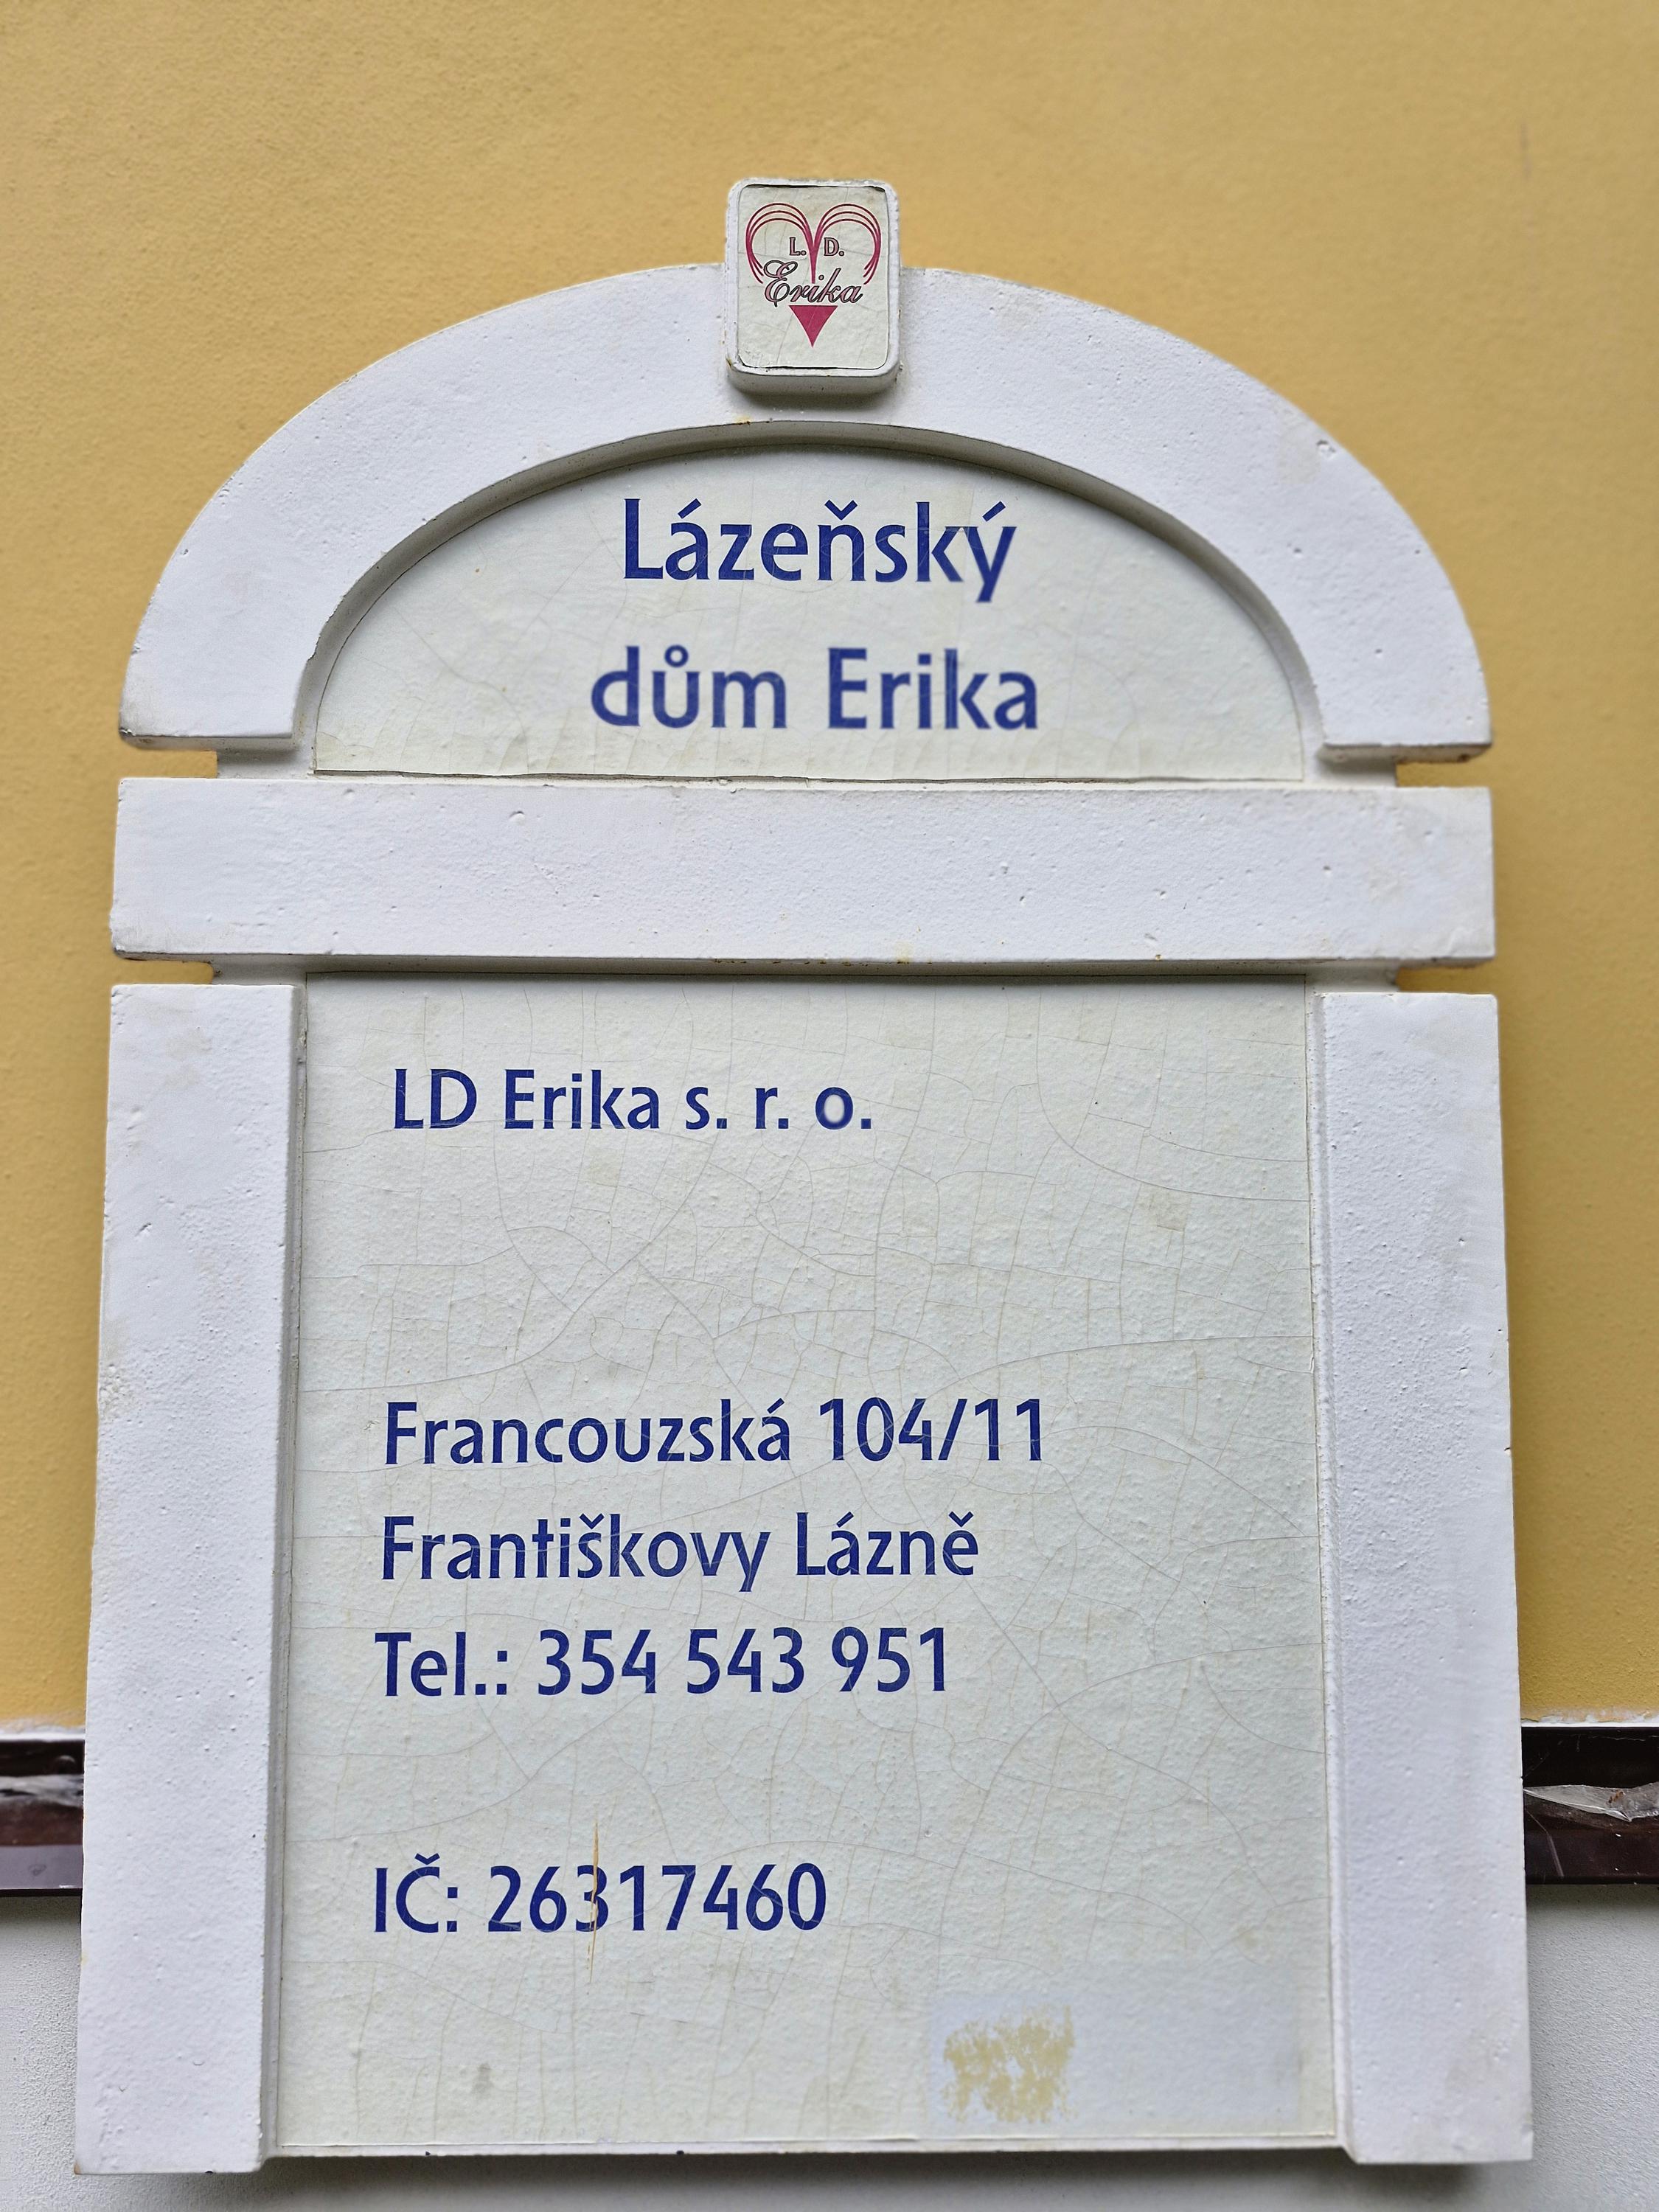 L. D.
Erika
Lázeňský
dům Erika
LD Erika s. r. o.
Francouzská 104/11
Františkovy Lázně
Tel.: 354 543 951
IČ: 26317460